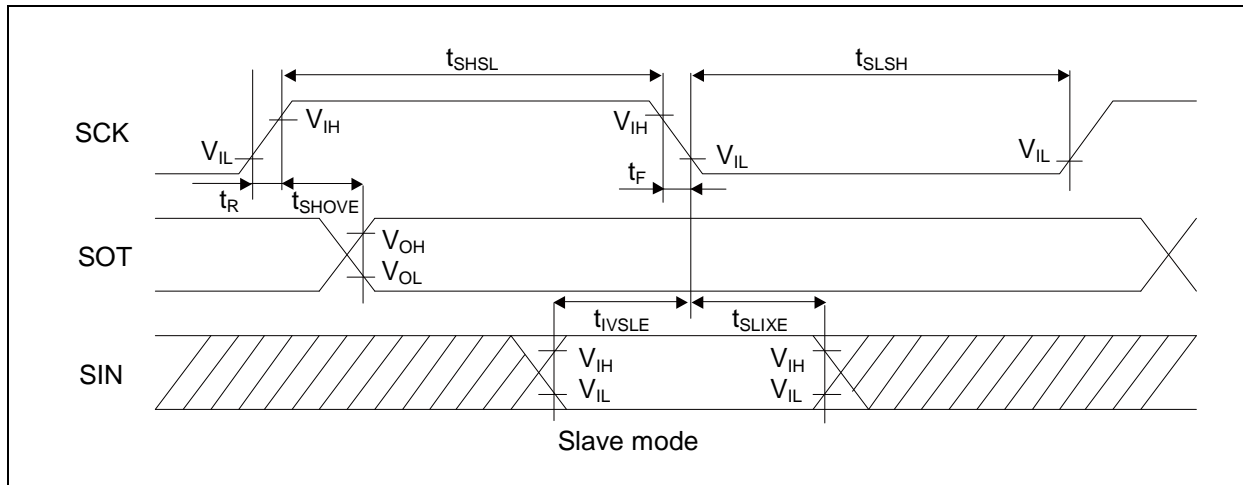 tSHSL
tSLSH
SCK
VIH
VIH
VIL
VIL
VIL
tR
tSHOVE
tF
SOT
VOH
VOL
tIVSLE
tSLIXE
SIN
VIH
VIH
VIL
VIL
Slave mode